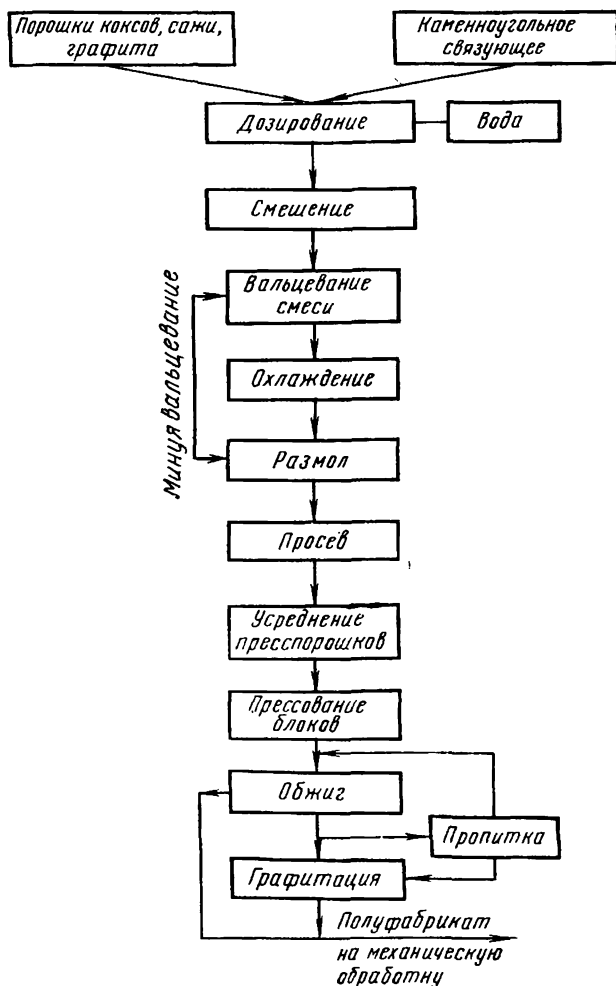 Порошки коксов, сажи,
графита
Каменноугольное
связующее
Дозирование
Вода
Смешение
Вальцевание
смеси
Минуя вальцевание
Охлаждение
Размол
Просев
Усреднение
пресспорошков
Прессование
блоков
Обжиг
Пропитка
Графитация
Полуфабрикат
на механическую
обработку